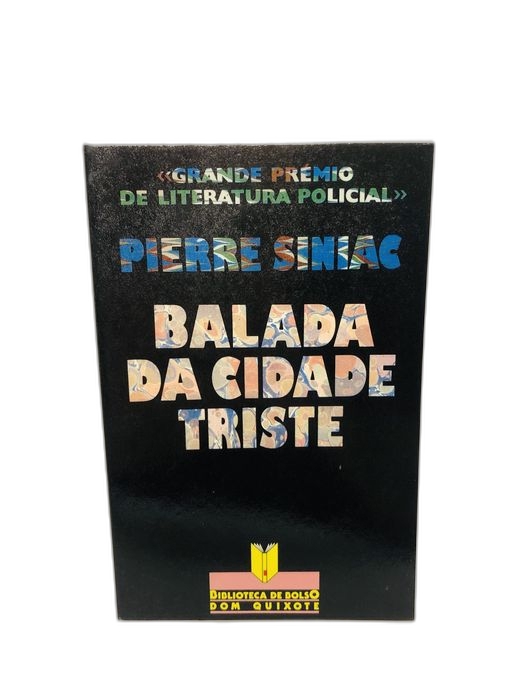 «GRANDE PRÉMIO
DE LITERATURA POLICIAL»
PIERRE SINIAC
BALADA
DA CIDADE
TRISTE
BIBLIOTECA DE BOLSO
DOM QUIXOTE